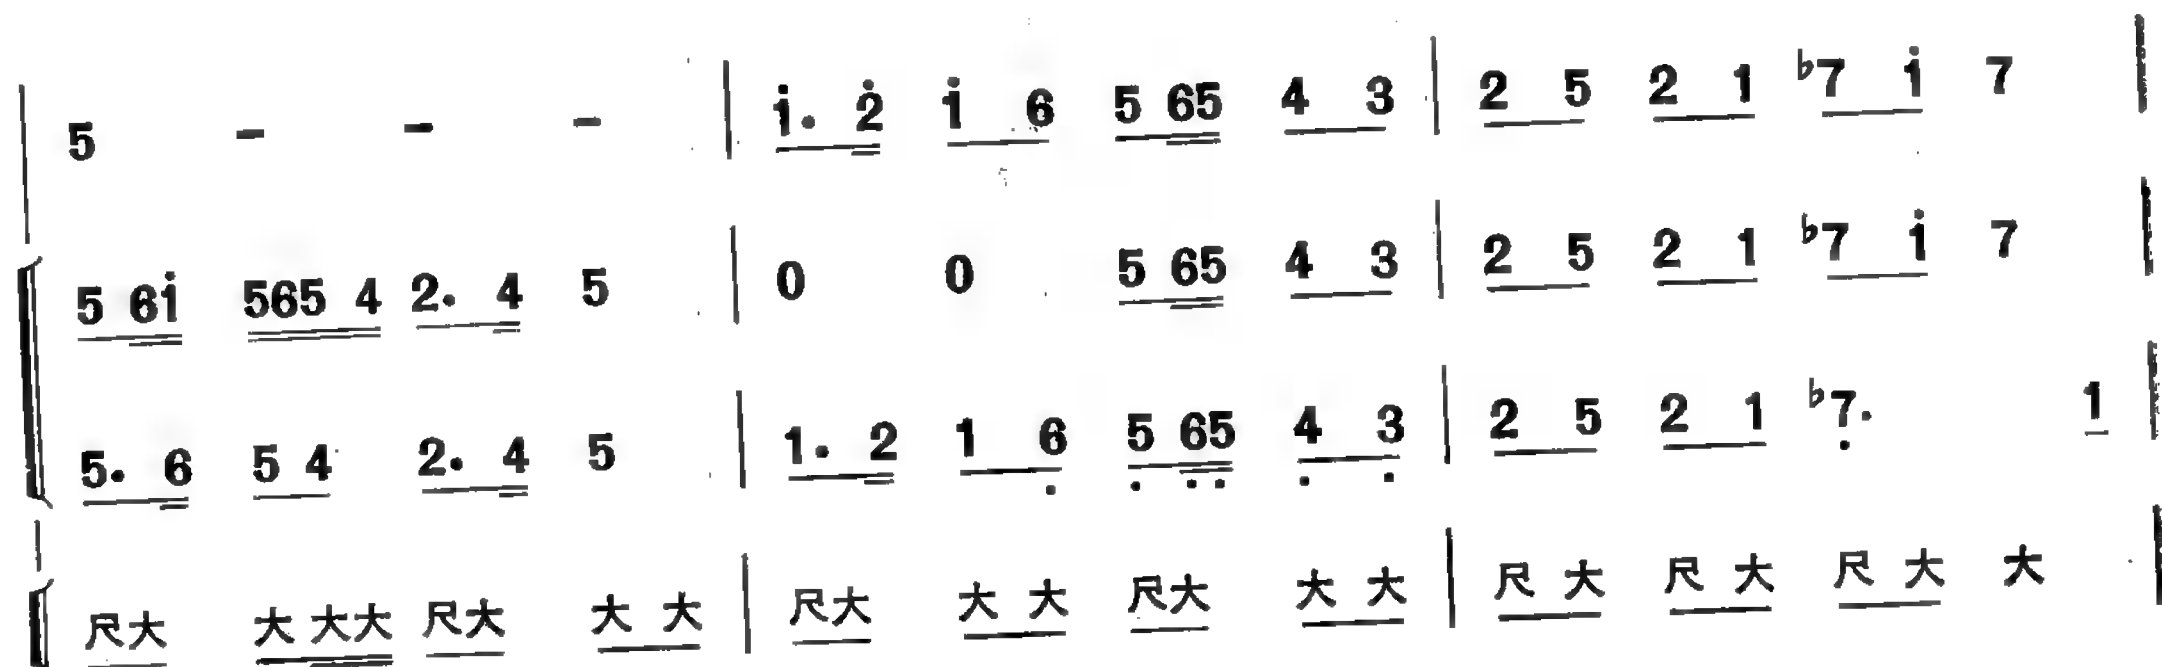 5 - - - | i̇. 2̇ i̇ 6 5 65 4 3 | 2 5 2 1 ♭7 i̇ 7 |
5 6i̇ 565 4 2. 4 5 | 0 0 5 65 4 3 | 2 5 2 1 ♭7 i̇ 7 |
5. 6 5 4 2. 4 5 | 1. 2 1 6̣ 5̣ 6̣5̣ 4̣ 3̣ | 2 5 2 1 ♭7̣. 1 |
尺大 大 大大 尺大 大 大 | 尺大 大 大 尺大 大 大 | 尺 大 尺 大 尺 大 大 |